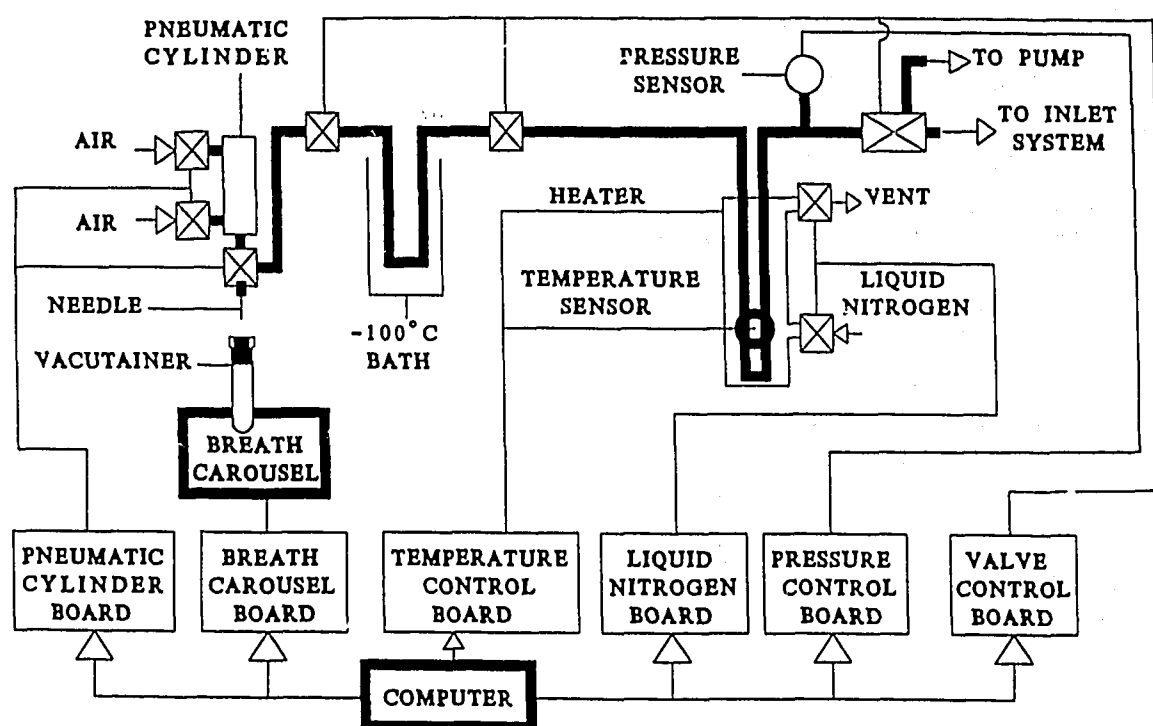 PNEUMATIC
CYLINDER
PRESSURE
SENSOR
TO PUMP
TO INLET
SYSTEM
AIR
AIR
HEATER
VENT
TEMPERATURE
SENSOR
LIQUID
NITROGEN
NEEDLE
-100°C
BATH
VACUTAINER
BREATH
CAROUSEL
PNEUMATIC
CYLINDER
BOARD
BREATH
CAROUSEL
BOARD
TEMPERATURE
CONTROL
BOARD
LIQUID
NITROGEN
BOARD
PRESSURE
CONTROL
BOARD
VALVE
CONTROL
BOARD
COMPUTER